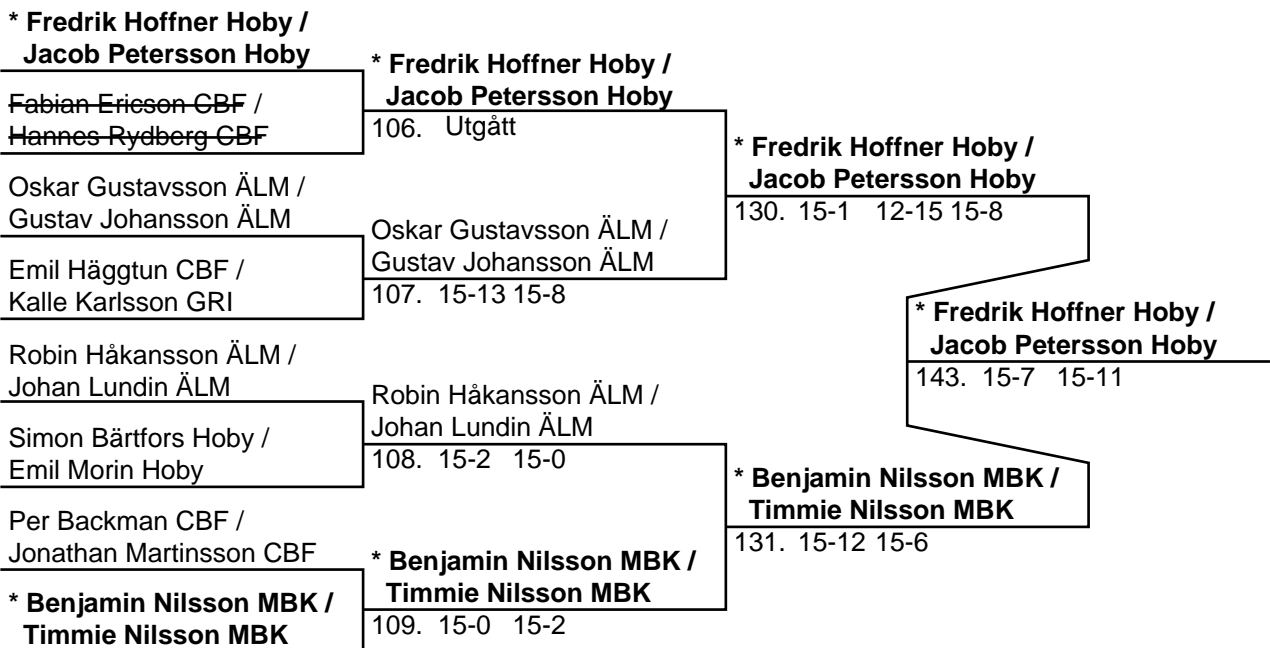 * Fredrik Hoffner Hoby /
Jacob Petersson Hoby
Fabian Ericson CBF /
Hannes Rydberg CBF
Oskar Gustavsson ÄLM /
Gustav Johansson ÄLM
Emil Häggtun CBF /
Kalle Karlsson GRI
Robin Håkansson ÄLM /
Johan Lundin ÄLM
Simon Bärtfors Hoby /
Emil Morin Hoby
Per Backman CBF /
Jonathan Martinsson CBF
* Benjamin Nilsson MBK /
Timmie Nilsson MBK
* Fredrik Hoffner Hoby /
Jacob Petersson Hoby
106. Utgått
Oskar Gustavsson ÄLM /
Gustav Johansson ÄLM
107. 15-13 15-8
Robin Håkansson ÄLM /
Johan Lundin ÄLM
108. 15-2 15-0
* Benjamin Nilsson MBK /
Timmie Nilsson MBK
109. 15-0 15-2
* Fredrik Hoffner Hoby /
Jacob Petersson Hoby
130. 15-1 12-15 15-8
* Benjamin Nilsson MBK /
Timmie Nilsson MBK
131. 15-12 15-6
* Fredrik Hoffner Hoby /
Jacob Petersson Hoby
143. 15-7 15-11